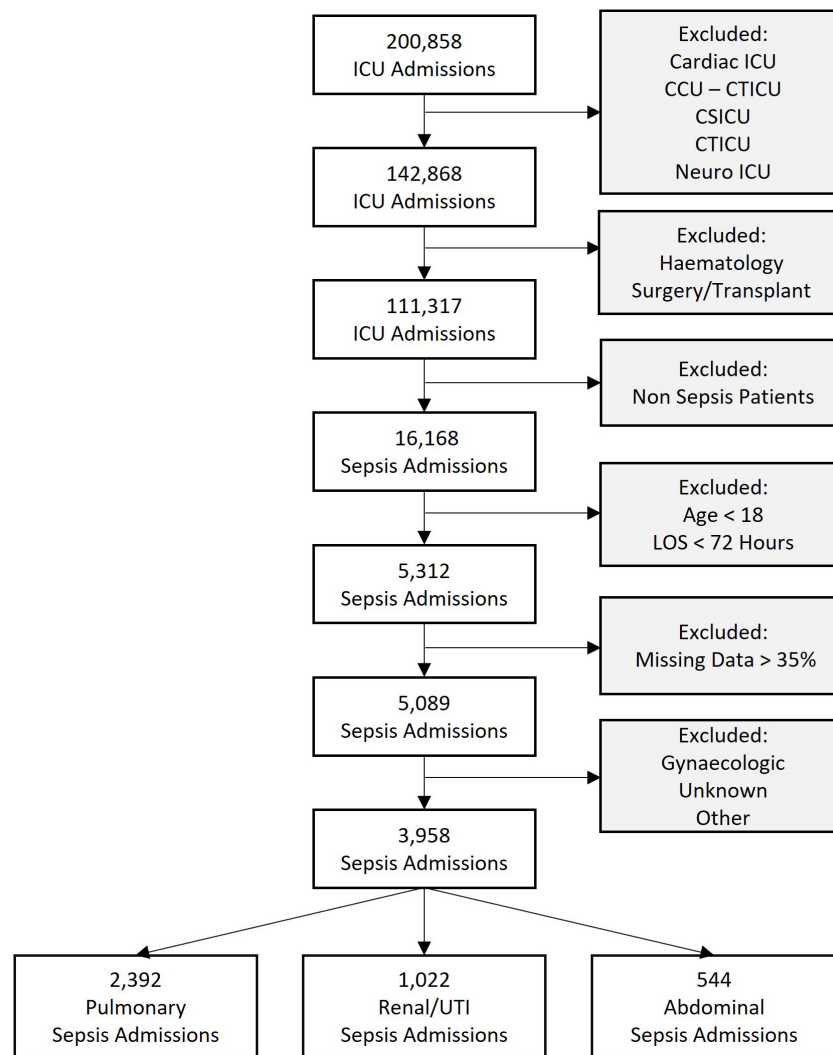 200,858
ICU Admissions
Excluded:
Cardiac ICU
CCU – CTICU
CSICU
CTICU
Neuro ICU
142,868
ICU Admissions
Excluded:
Haematology
Surgery/Transplant
111,317
ICU Admissions
Excluded:
Non Sepsis Patients
16,168
Sepsis Admissions
Excluded:
Age < 18
LOS < 72 Hours
5,312
Sepsis Admissions
Excluded:
Missing Data > 35%
5,089
Sepsis Admissions
Excluded:
Gynaecologic
Unknown
Other
3,958
Sepsis Admissions
2,392
Pulmonary
Sepsis Admissions
1,022
Renal/UTI
Sepsis Admissions
544
Abdominal
Sepsis Admissions